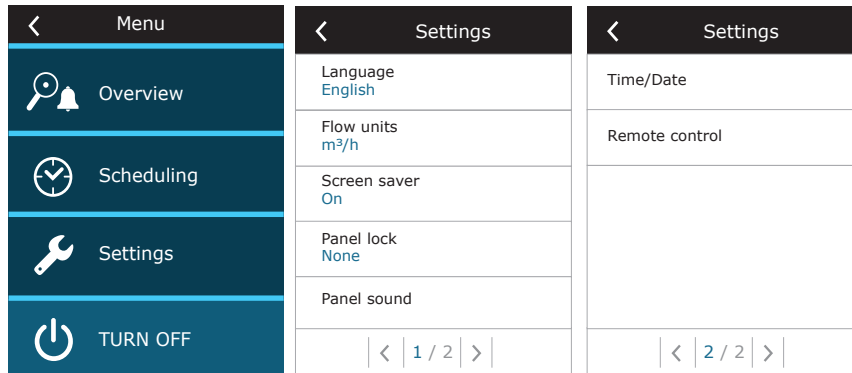 Menu
Overview
Scheduling
Settings
TURN OFF
Settings
Language
English
Flow units
m³/h
Screen saver
On
Panel lock
None
Panel sound
1 / 2
Settings
Time/Date
Remote control
2 / 2